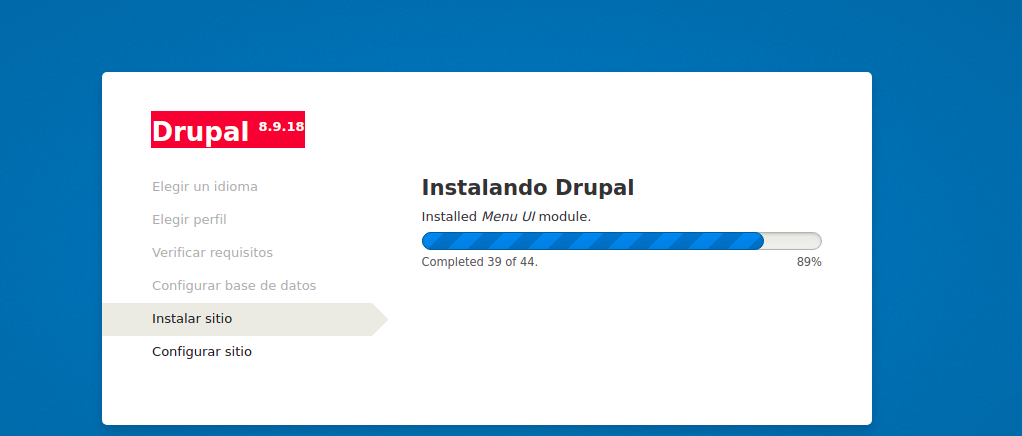 Drupal 8.9.18
Elegir un idioma
Elegir perfil
Verificar requisitos
Configurar base de datos
Instalar sitio
Configurar sitio
Instalando Drupal
Installed Menu UI module.
Completed 39 of 44. 89%